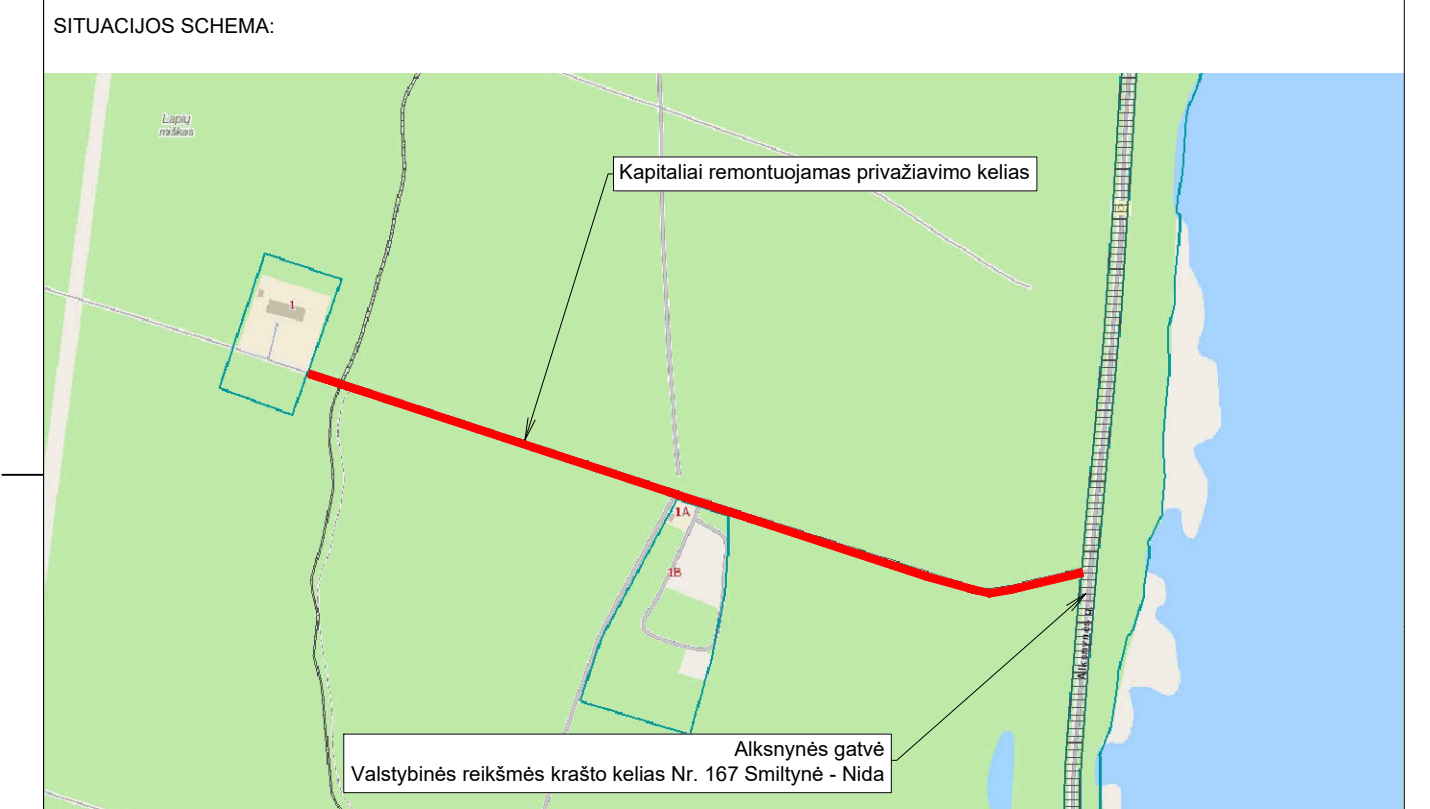 SITUACIJOS SCHEMA:
Lapių
miškas
Kapitaliai remontuojamas privažiavimo kelias
1
1A
1B
Alksnynės g.
Alksnynės gatvė
Valstybinės reikšmės krašto kelias Nr. 167 Smiltynė - Nida